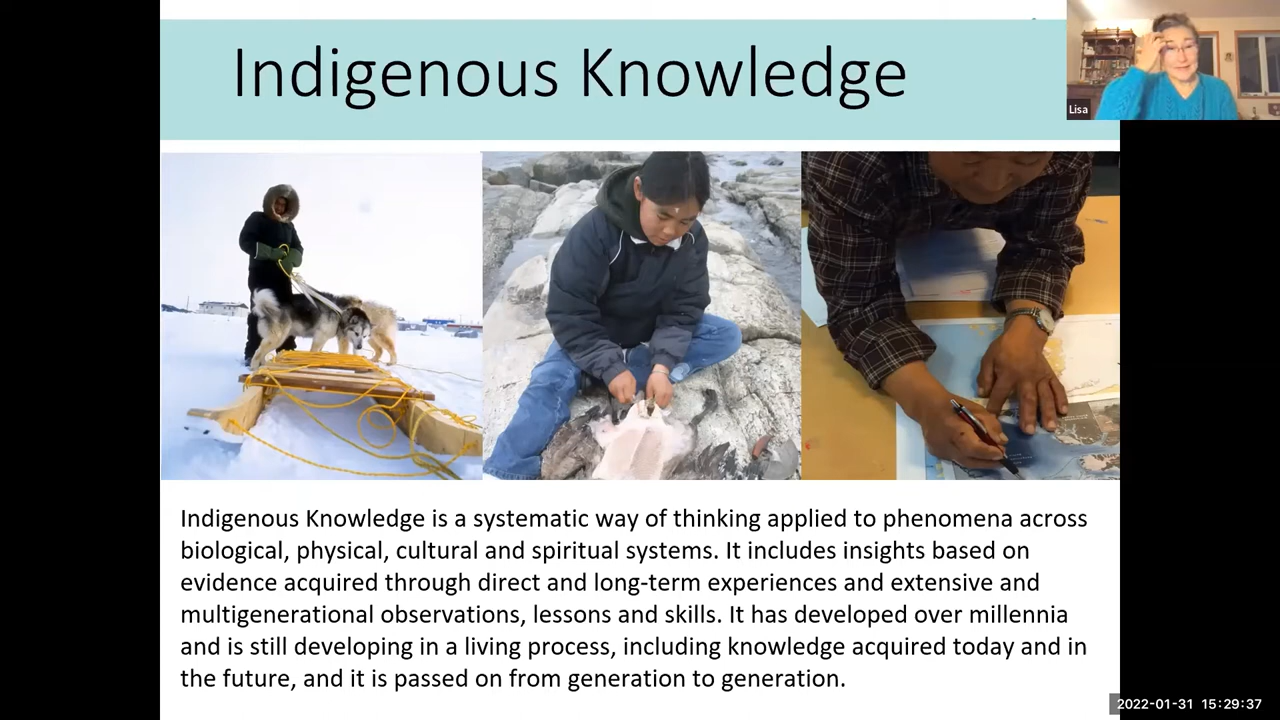 Indigenous Knowledge
Lisa
Indigenous Knowledge is a systematic way of thinking applied to phenomena across
biological, physical, cultural and spiritual systems. It includes insights based on
evidence acquired through direct and long-term experiences and extensive and
multigenerational observations, lessons and skills. It has developed over millennia
and is still developing in a living process, including knowledge acquired today and in
the future, and it is passed on from generation to generation.
2022-01-31 15:29:37